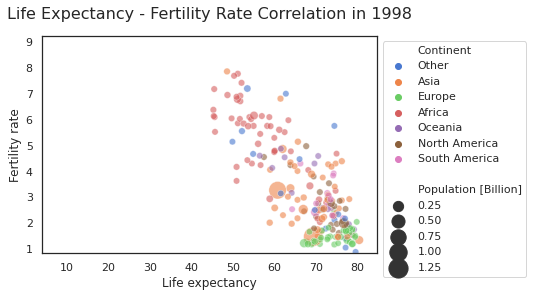 Life Expectancy - Fertility Rate Correlation in 1998
9
8
7
6
5
4
3
2
1
Fertility rate
10 20 30 40 50 60 70 80
Life expectancy
Continent
Other
Asia
Europe
Africa
Oceania
North America
South America
Population [Billion]
0.25
0.50
0.75
1.00
1.25